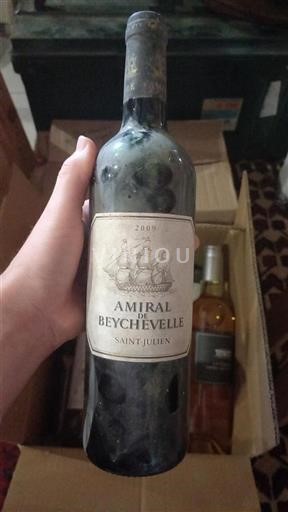 2009
AMIRAL
DE
BEYCHEVELLE
SAINT-JULIEN